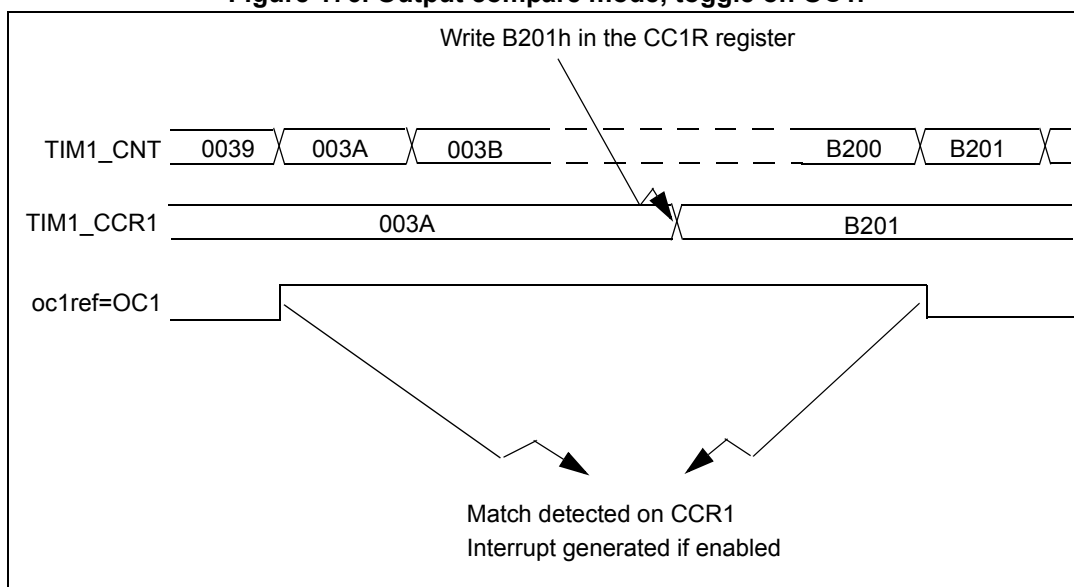 Figure 170. Output compare mode, toggle on OC1.
Write B201h in the CC1R register
TIM1_CNT 0039 003A 003B B200 B201
TIM1_CCR1 003A B201
oc1ref=OC1
Match detected on CCR1
Interrupt generated if enabled